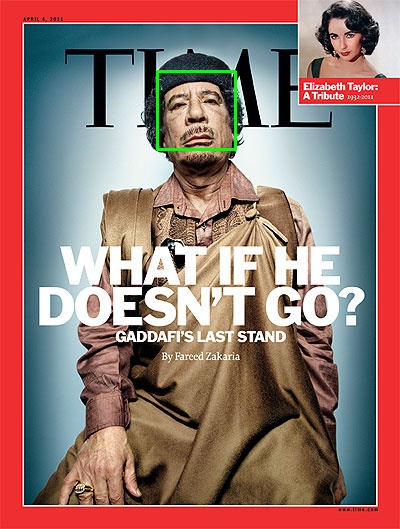 APRIL 4, 2011
TIME
Elizabeth Taylor:
A Tribute 1932-2011
WHAT IF HE
DOESN'T GO?
GADDAFI'S LAST STAND
By Fareed Zakaria
www.time.com